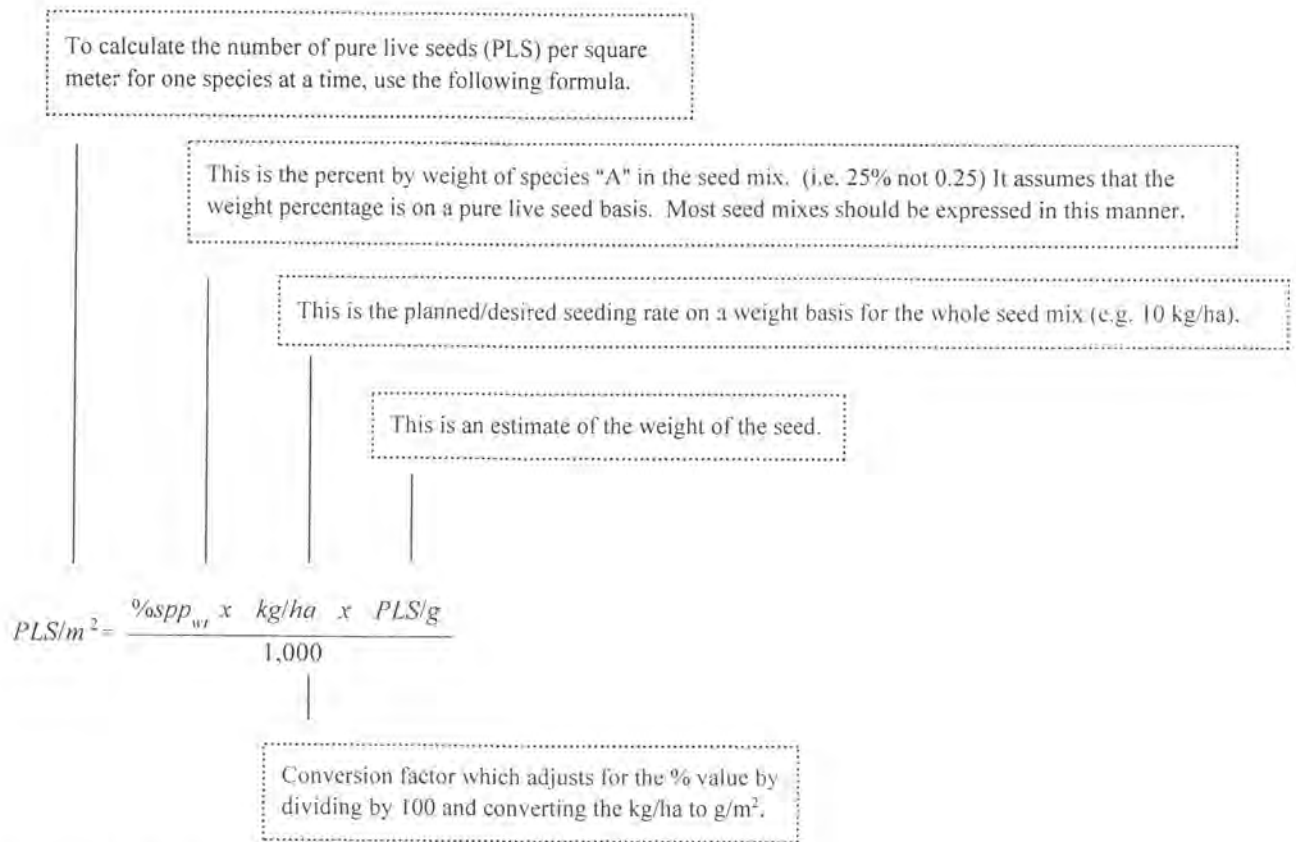 To calculate the number of pure live seeds (PLS) per square
meter for one species at a time, use the following formula.
This is the percent by weight of species "A" in the seed mix. (i.e. 25% not 0.25) It assumes that the
weight percentage is on a pure live seed basis. Most seed mixes should be expressed in this manner.
This is the planned/desired seeding rate on a weight basis for the whole seed mix (e.g. 10 kg/ha).
This is an estimate of the weight of the seed.
PLS/m² = %spp_wt x kg/ha x PLS/g
1,000
Conversion factor which adjusts for the % value by
dividing by 100 and converting the kg/ha to g/m².